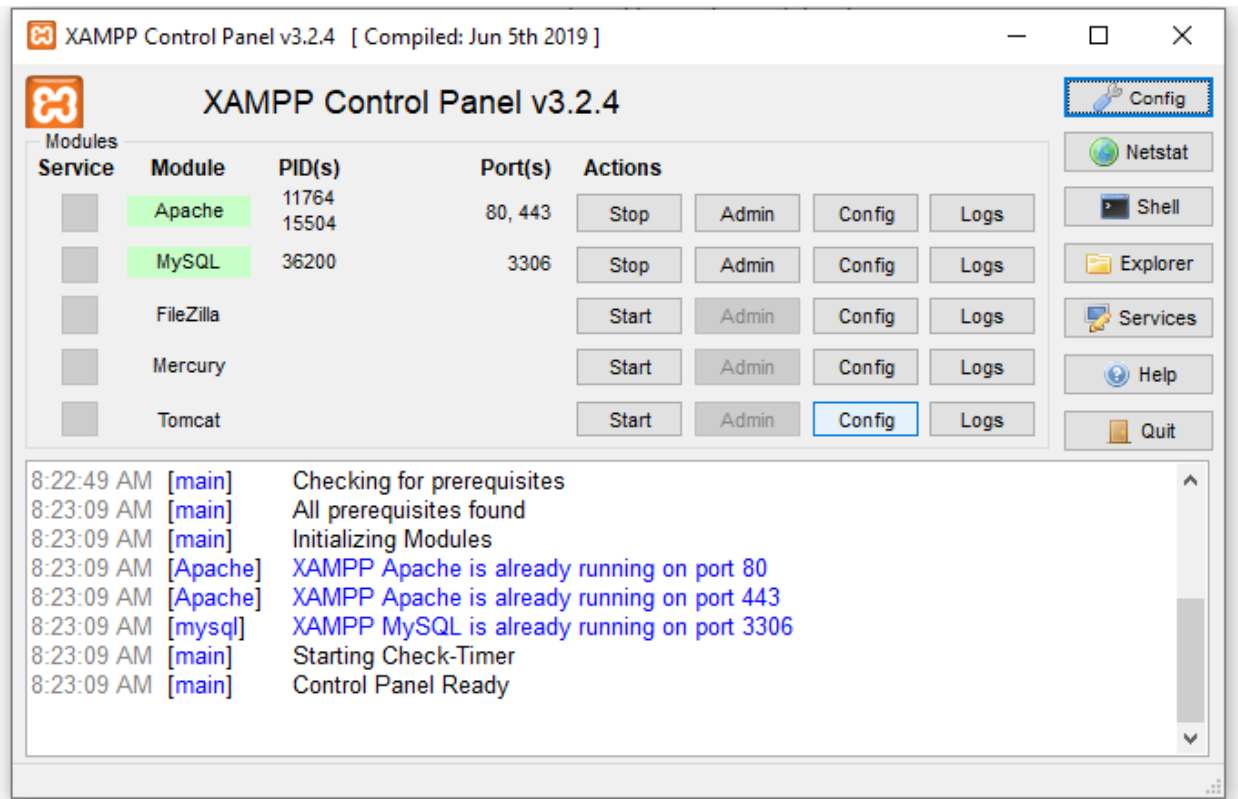 XAMPP Control Panel v3.2.4 [ Compiled: Jun 5th 2019 ]
XAMPP Control Panel v3.2.4
Config
Modules
Netstat
Service Module PID(s) Port(s) Actions
Apache 11764 15504 80, 443 Stop Admin Config Logs
Shell
MySQL 36200 3306 Stop Admin Config Logs
Explorer
FileZilla Start Admin Config Logs
Services
Mercury Start Admin Config Logs
Help
Tomcat Start Admin Config Logs
Quit
8:22:49 AM [main] Checking for prerequisites
8:23:09 AM [main] All prerequisites found
8:23:09 AM [main] Initializing Modules
8:23:09 AM [Apache] XAMPP Apache is already running on port 80
8:23:09 AM [Apache] XAMPP Apache is already running on port 443
8:23:09 AM [mysql] XAMPP MySQL is already running on port 3306
8:23:09 AM [main] Starting Check-Timer
8:23:09 AM [main] Control Panel Ready